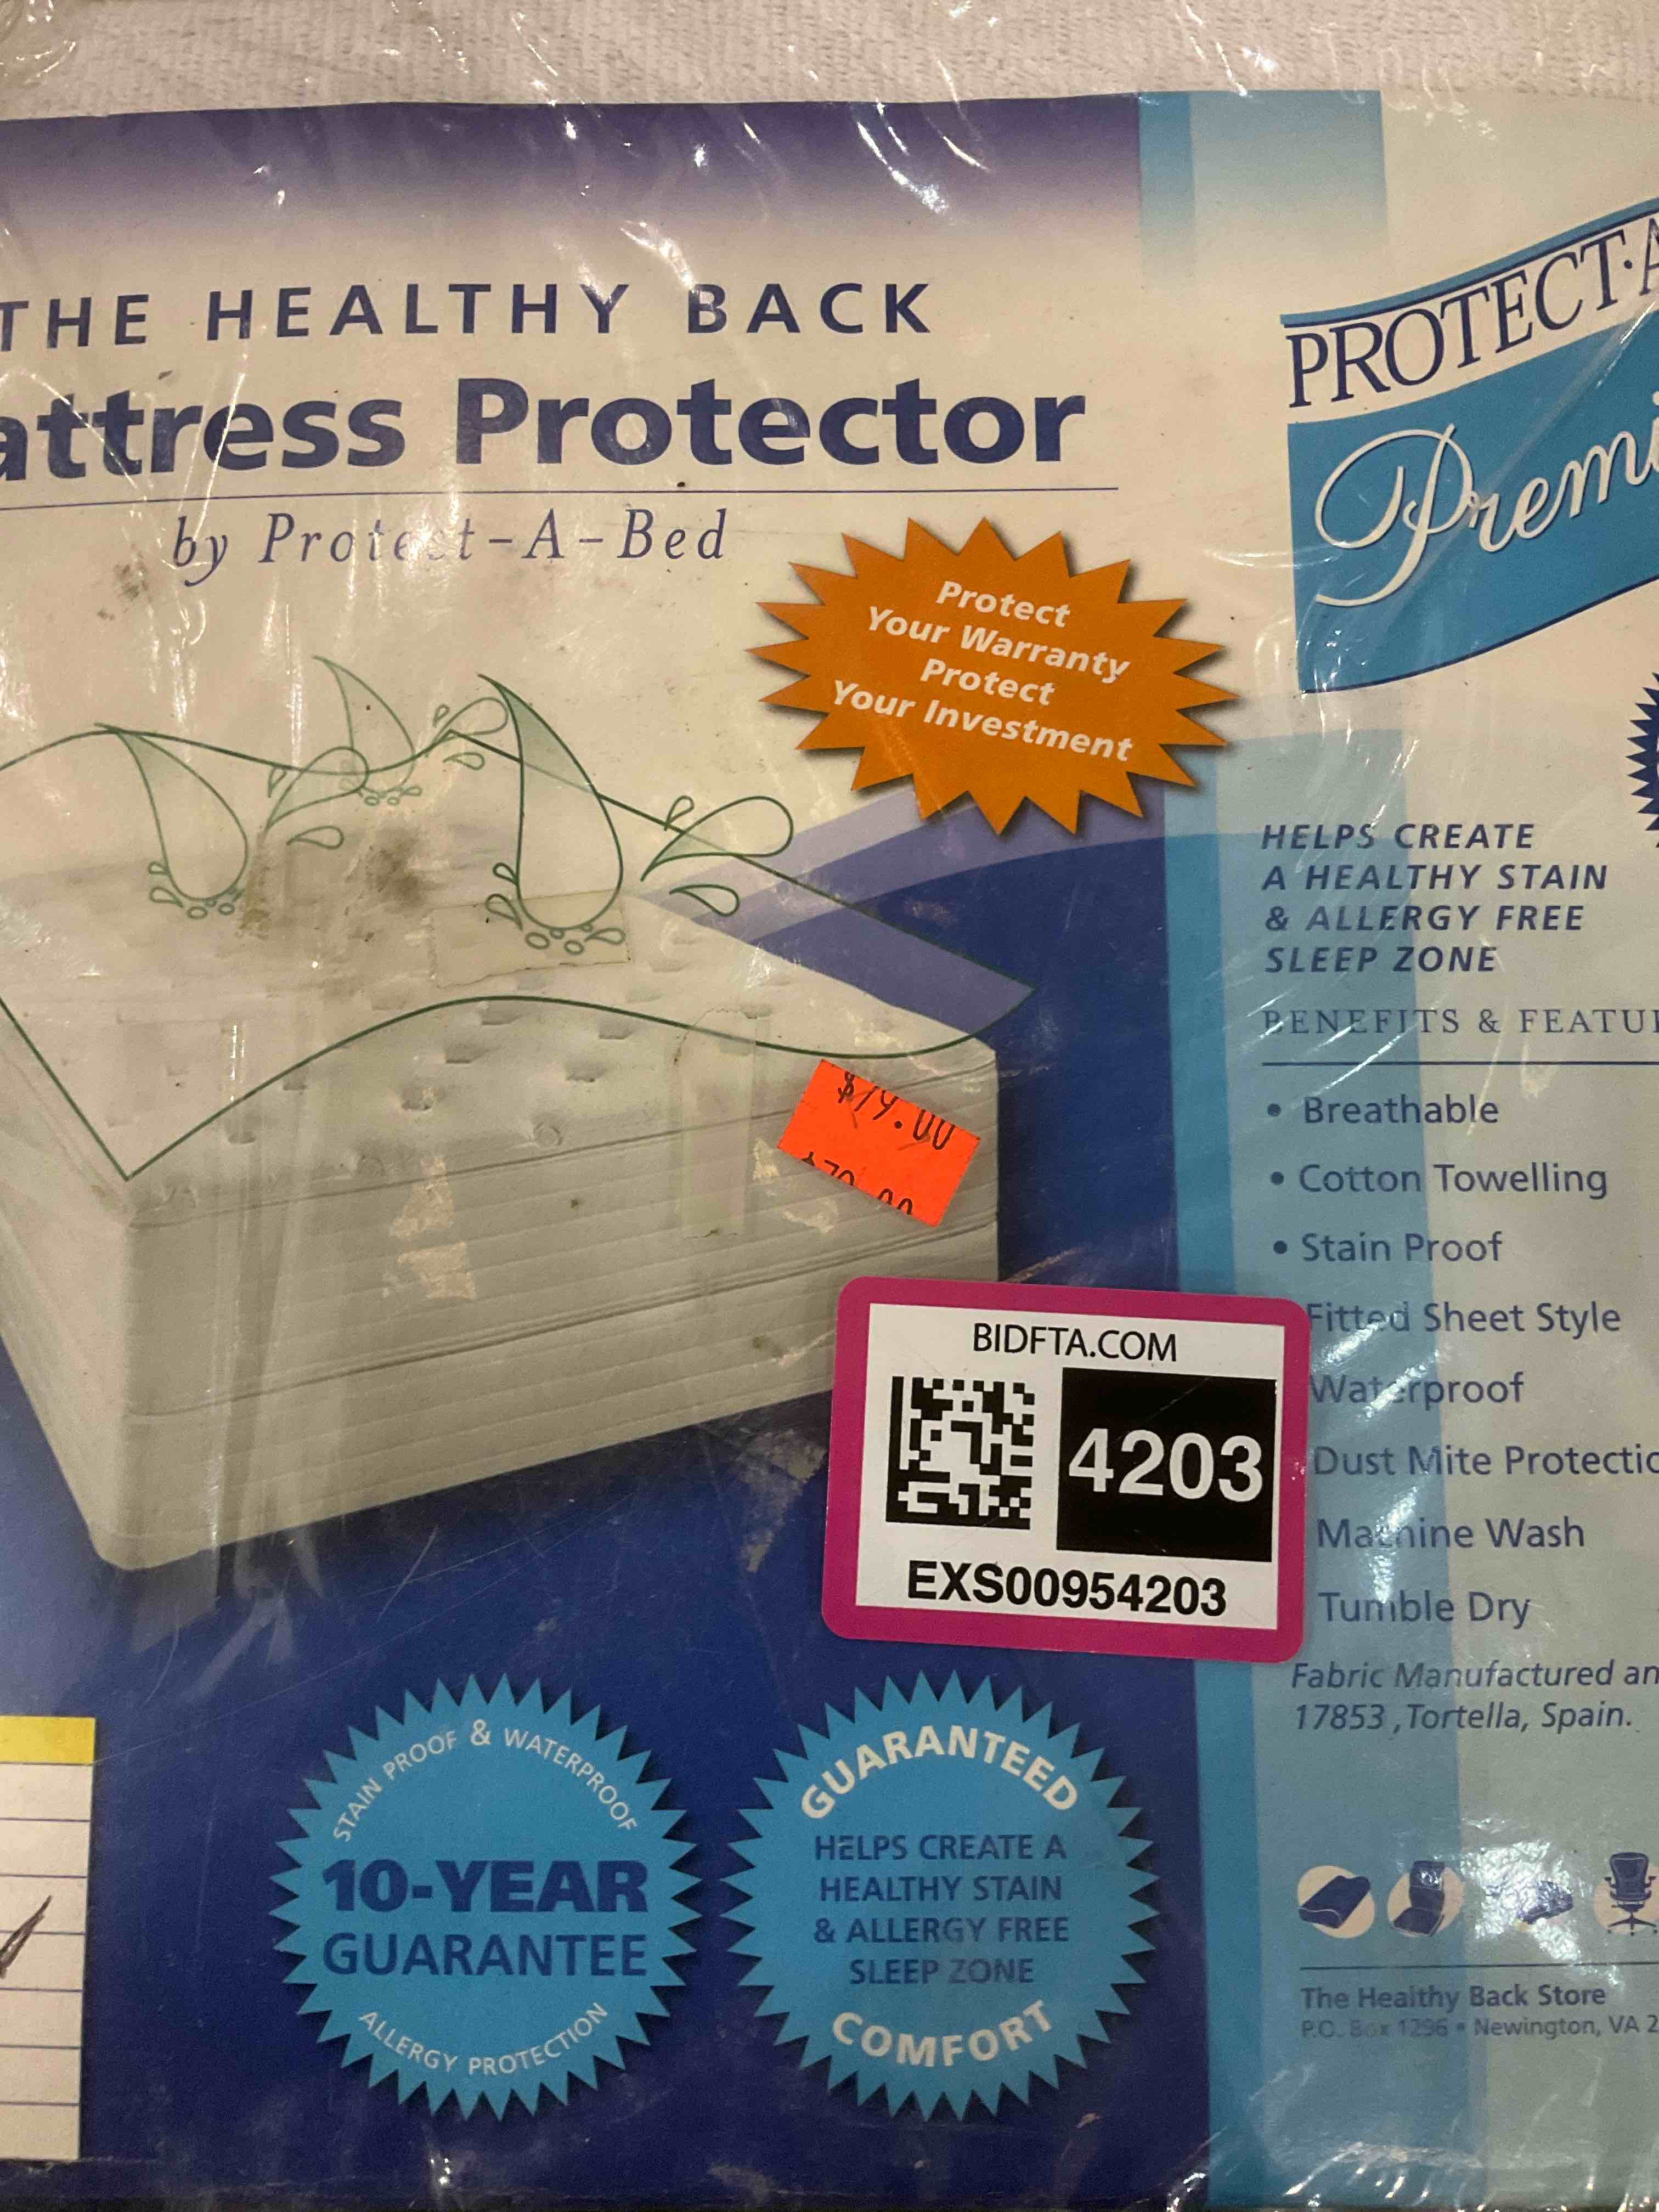 THE HEALTHY BACK
attress Protector
by Protect-A-Bed
Protect
Your Warranty
Protect
Your Investment
PROTECT·A
Premi
HELPS CREATE
A HEALTHY STAIN
& ALLERGY FREE
SLEEP ZONE
BENEFITS & FEATU
• Breathable
• Cotton Towelling
• Stain Proof
Fitted Sheet Style
Waterproof
Dust Mite Protectio
Machine Wash
Tumble Dry
Fabric Manufactured an
17853, Tortella, Spain.
$19.00
BIDFTA.COM
4203
EXS00954203
STAIN PROOF & WATERPROOF
10-YEAR
GUARANTEE
ALLERGY PROTECTION
GUARANTEED
HELPS CREATE A
HEALTHY STAIN
& ALLERGY FREE
SLEEP ZONE
COMFORT
The Healthy Back Store
P.O. Box 1296 • Newington, VA 2